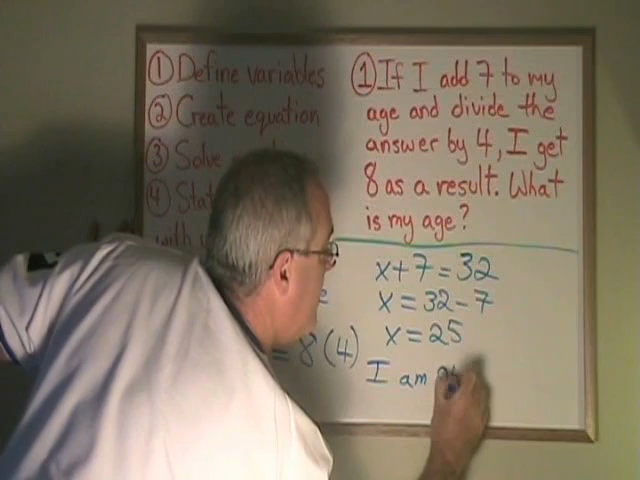 ① Define variables
② Create equation
③ Solve
④ Stat
with
① If I add 7 to my
age and divide the
answer by 4, I get
8 as a result. What
is my age?
= 8 (4)
x+7=32
x=32-7
x=25
I am